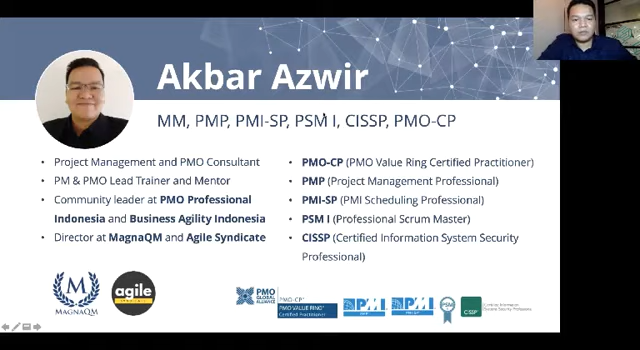 Akbar Azwir
MM, PMP, PMI-SP, PSM I, CISSP, PMO-CP
• Project Management and PMO Consultant
• PM & PMO Lead Trainer and Mentor
• Community leader at PMO Professional
Indonesia and Business Agility Indonesia
• Director at MagnaQM and Agile Syndicate
• PMO-CP (PMO Value Ring Certified Practitioner)
• PMP (Project Management Professional)
• PMI-SP (PMI Scheduling Professional)
• PSM I (Professional Scrum Master)
• CISSP (Certified Information System Security
Professional)
M
MAGNAQM
agile
PMO
GLOBAL
ALLIANCE
PMO-CP
PMO VALUE RING
Certified Practitioner
PMI
PMI
CISSP